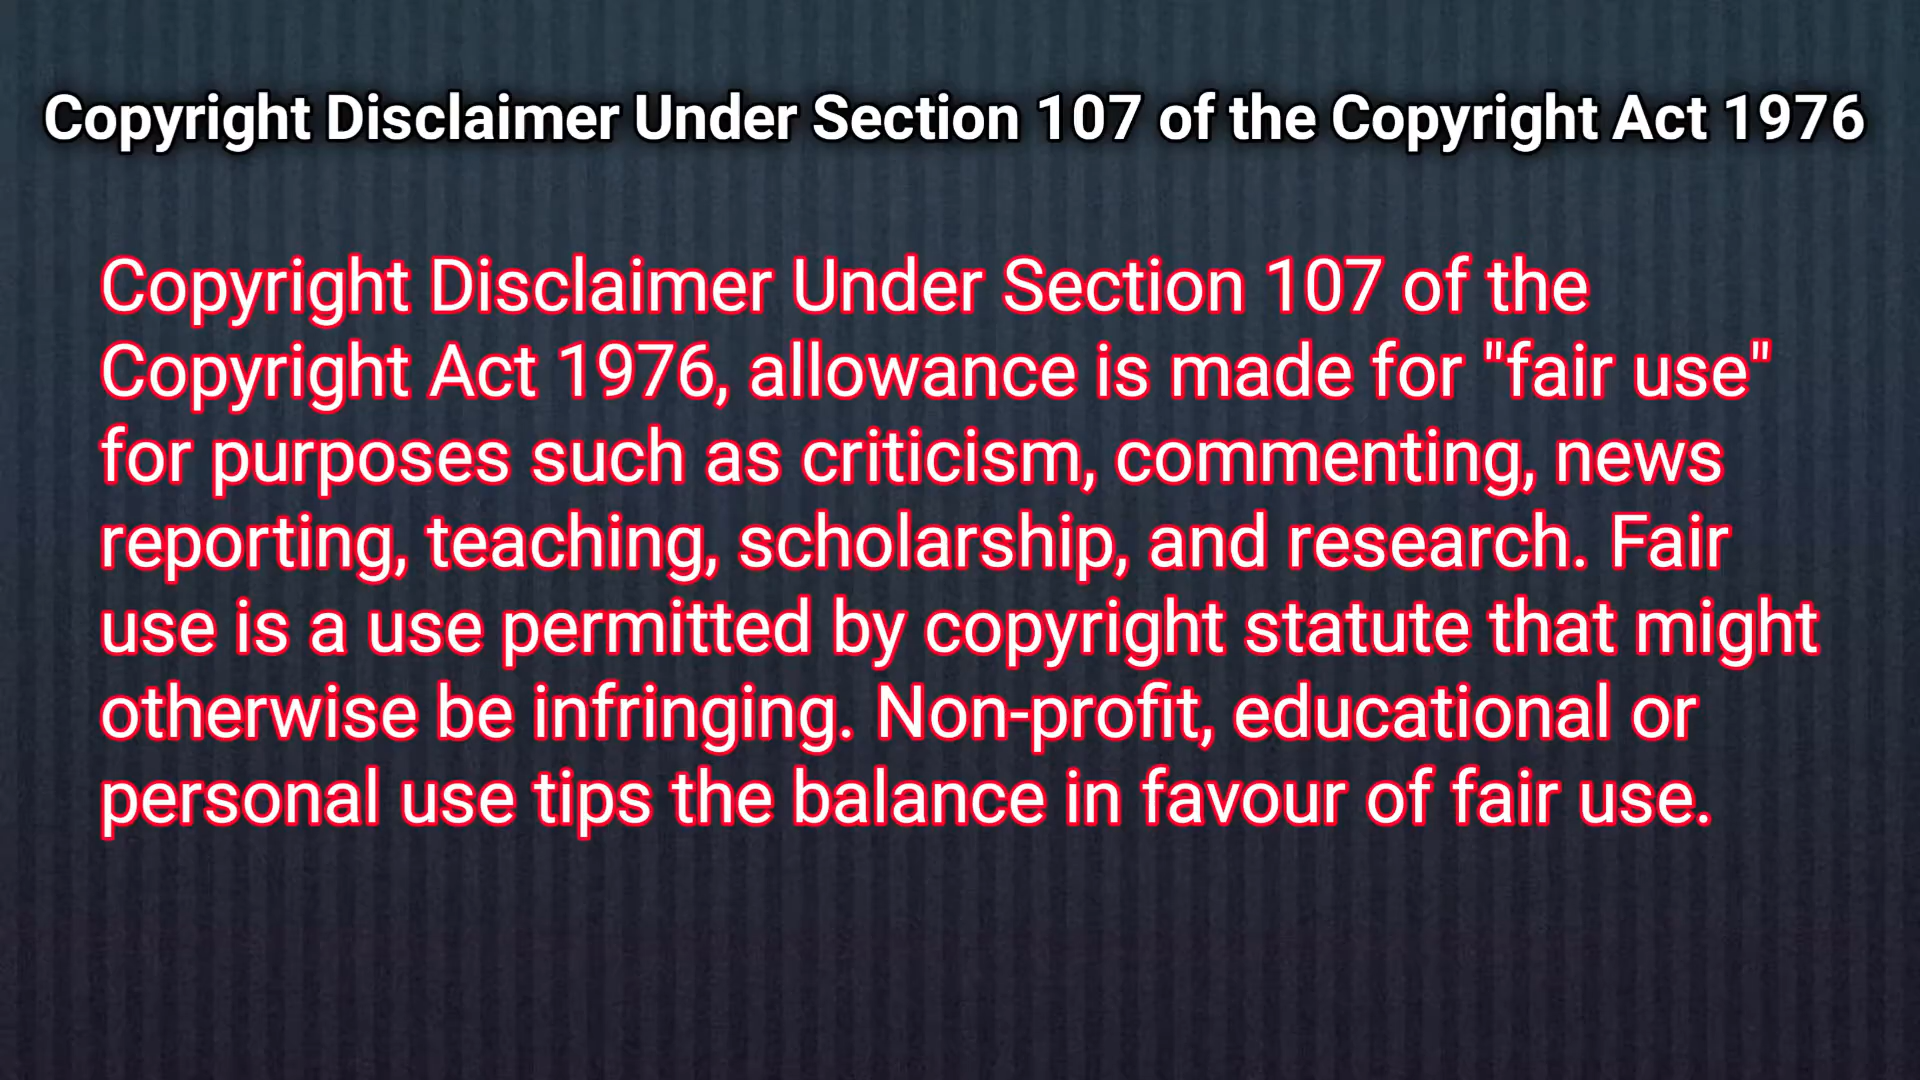 Copyright Disclaimer Under Section 107 of the Copyright Act 1976
Copyright Disclaimer Under Section 107 of the
Copyright Act 1976, allowance is made for "fair use"
for purposes such as criticism, commenting, news
reporting, teaching, scholarship, and research. Fair
use is a use permitted by copyright statute that might
otherwise be infringing. Non-profit, educational or
personal use tips the balance in favour of fair use.